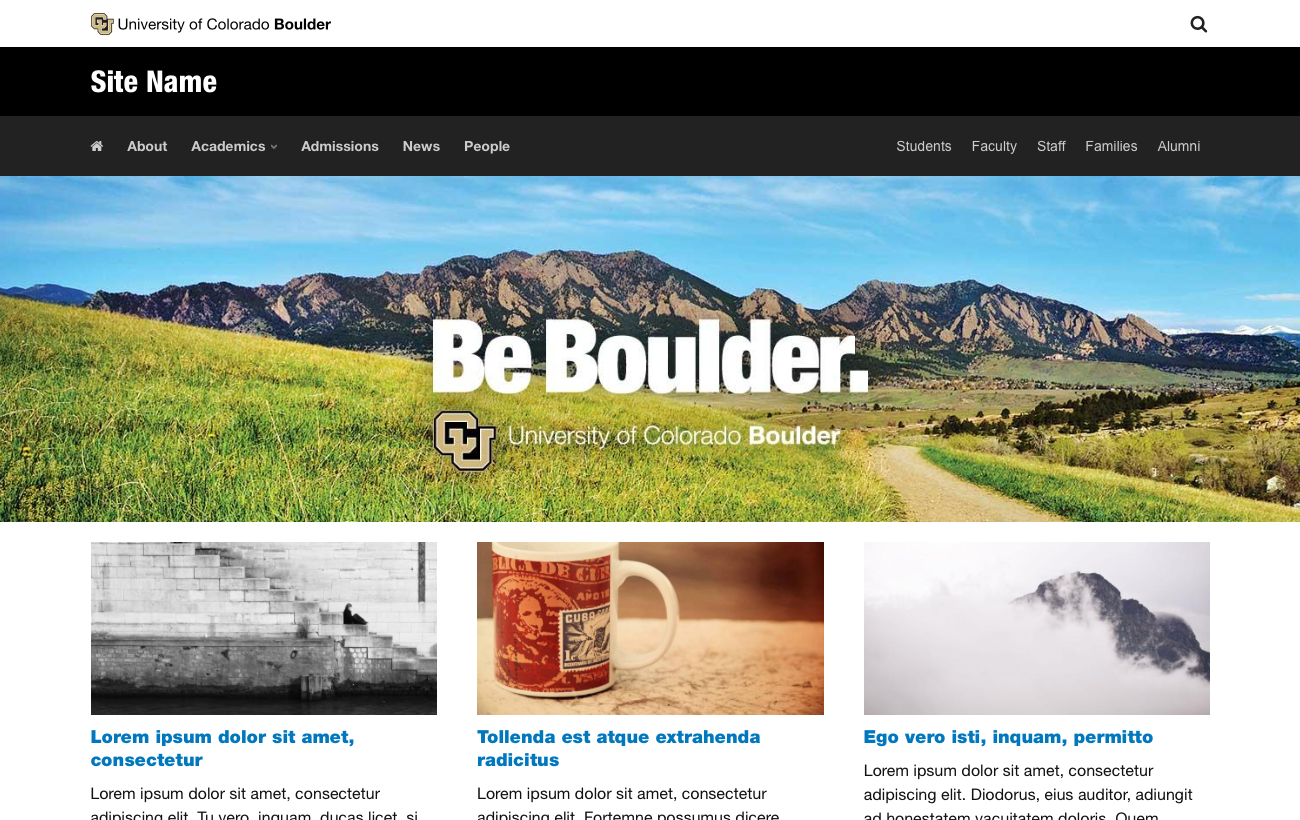 University of Colorado Boulder
Site Name
About Academics Admissions News People
Students Faculty Staff Families Alumni
Be Boulder.
University of Colorado Boulder
CUBA
Lorem ipsum dolor sit amet,
consectetur
Lorem ipsum dolor sit amet, consectetur
adipiscing elit. Tu vero, inquam, ducas licet, si
Tollenda est atque extrahenda
radicitus
Lorem ipsum dolor sit amet, consectetur
adipiscing elit. Fortemne possumus dicere
Ego vero isti, inquam, permitto
Lorem ipsum dolor sit amet, consectetur
adipiscing elit. Diodorus, eius auditor, adiungit
ad honestatem vacuitatem doloris. Quem